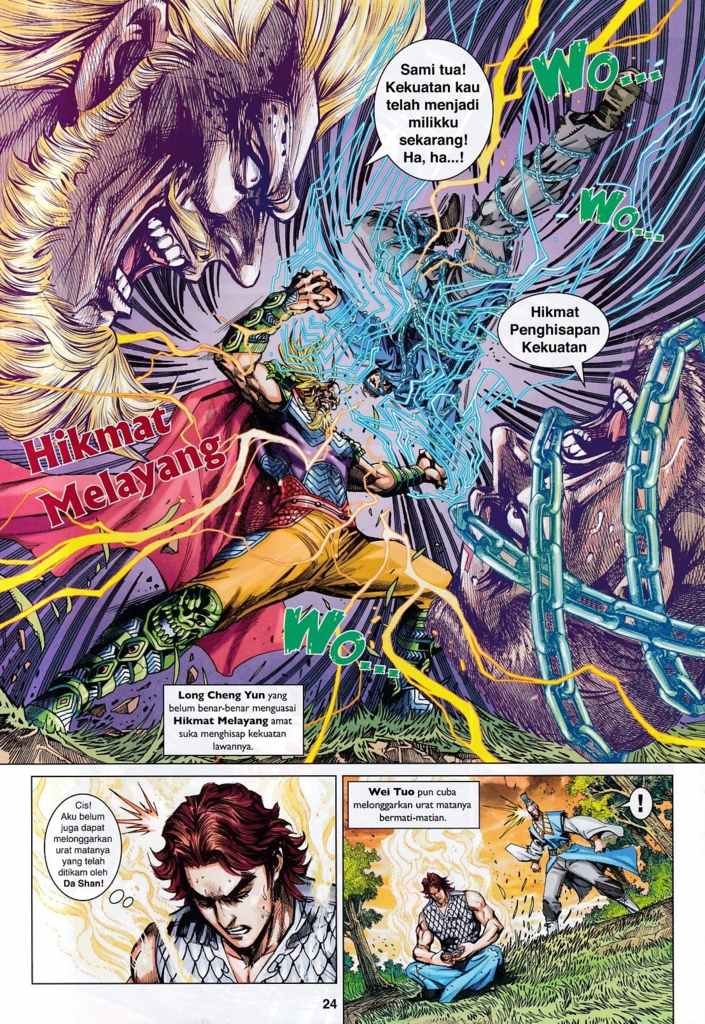 Sami tua!
Kekuatan kau
telah menjadi
milikku
sekarang!
Ha, ha...!
Wo...
Wo...
Hikmat
Penghisapan
Kekuatan
Hikmat
Melayang
Wo...
Long Cheng Yun yang
belum benar-benar menguasai
Hikmat Melayang amat
suka menghisap kekuatan
lawannya.
Cis!
Aku belum
juga dapat
melonggarkan
urat matanya
yang telah
ditikam oleh
Da Shan!
Wei Tuo pun cuba
melonggarkan urat matanya
bermati-matian.
!
24